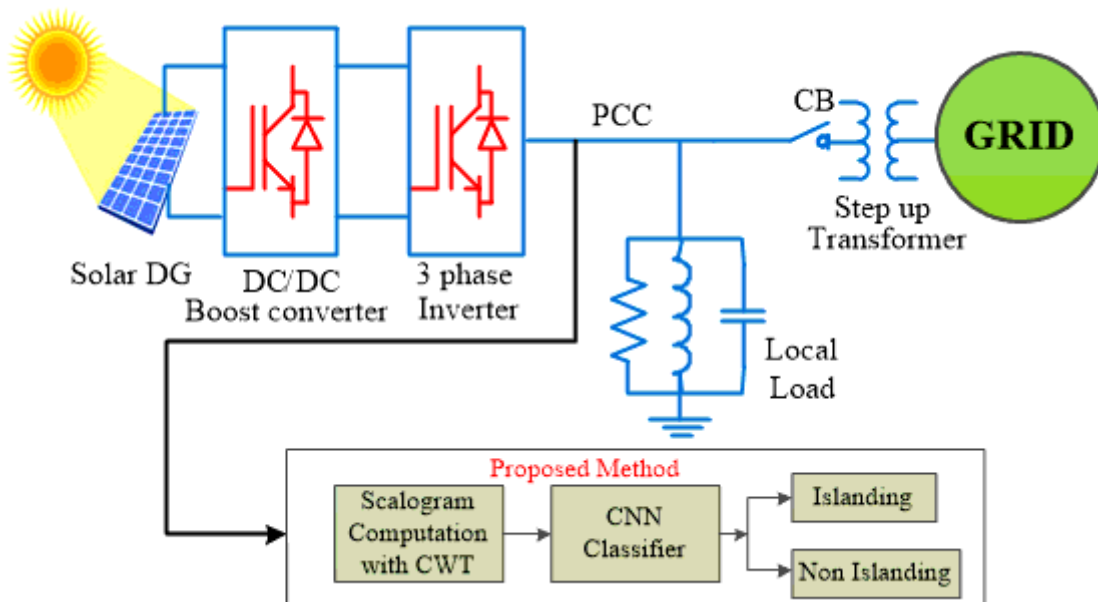 PCC
CB
GRID
Step up
Transformer
Solar DG
DC/DC
Boost converter
3 phase
Inverter
Local
Load
Proposed Method
Scalogram
Computation
with CWT
CNN
Classifier
Islanding
Non Islanding